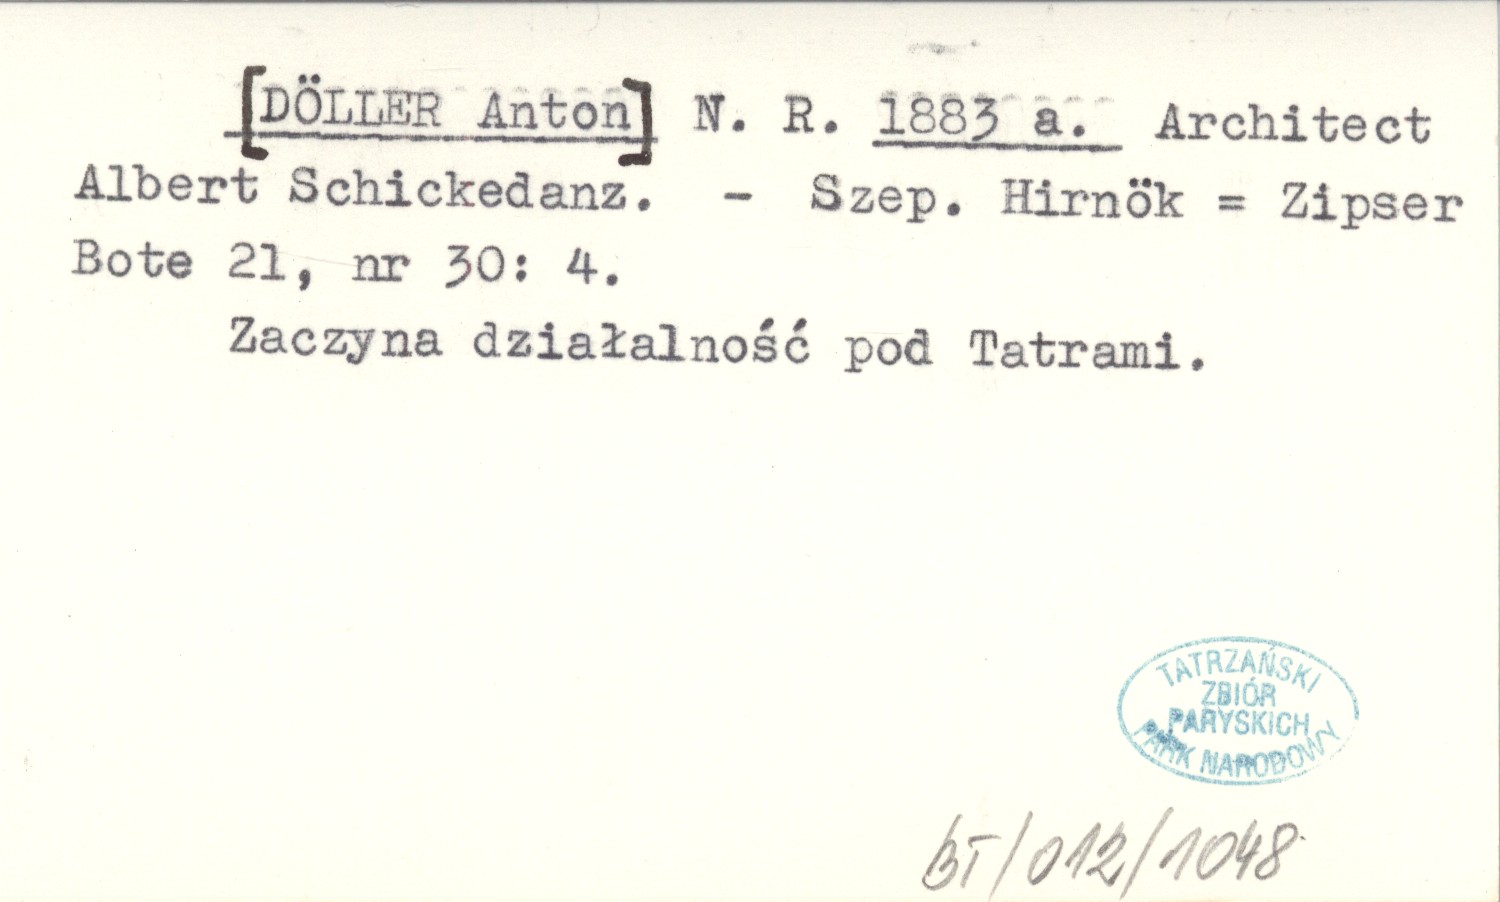 [DÖLLER Anton] N. R. 1883 a. Architect
Albert Schickedanz. - Szep. Hirnök = Zipser
Bote 21, nr 30: 4.
Zaczyna działalność pod Tatrami.
TATRZAŃSKI
ZBIÓR
PARYSKICH
PARK NARODOWY
BT/012/1048